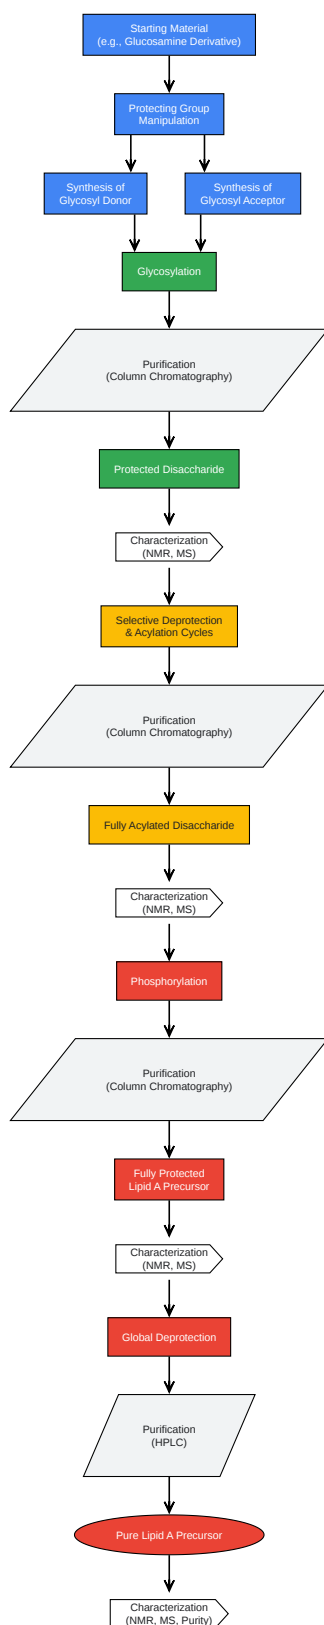 Starting Material
(e.g., Glucosamine Derivative)
Protecting Group
Manipulation
Synthesis of
Glycosyl Donor
Synthesis of
Glycosyl Acceptor
Glycosylation
Purification
(Column Chromatography)
Protected Disaccharide
Characterization
(NMR, MS)
Selective Deprotection
& Acylation Cycles
Purification
(Column Chromatography)
Fully Acylated Disaccharide
Characterization
(NMR, MS)
Phosphorylation
Purification
(Column Chromatography)
Fully Protected
Lipid A Precursor
Characterization
(NMR, MS)
Global Deprotection
Purification
(HPLC)
Pure Lipid A Precursor
Characterization
(NMR, MS, Purity)